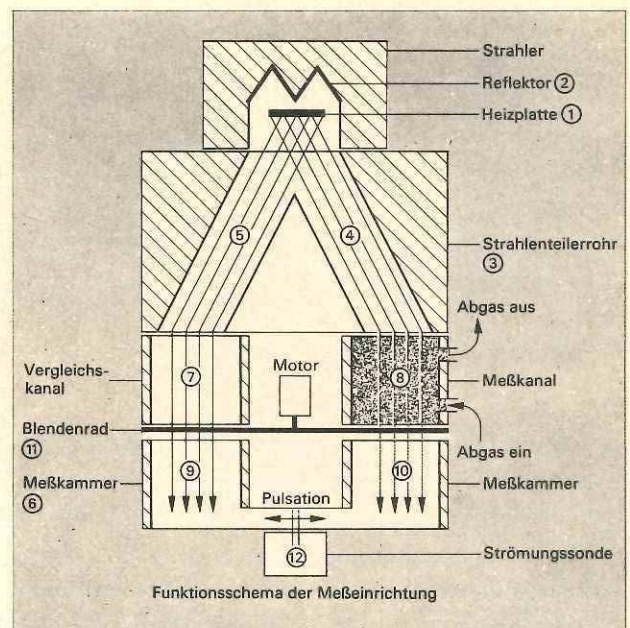 Strahler
Reflektor ②
Heizplatte ①
⑤
④
Strahlenteilerrohr
③
Abgas aus
Vergleichs-
kanal
⑦
Motor
⑧
Meßkanal
Blendenrad
⑪
Abgas ein
Meßkammer
⑥
⑨
⑩
Meßkammer
Pulsation
⑫
Strömungssonde
Funktionsschema der Meßeinrichtung